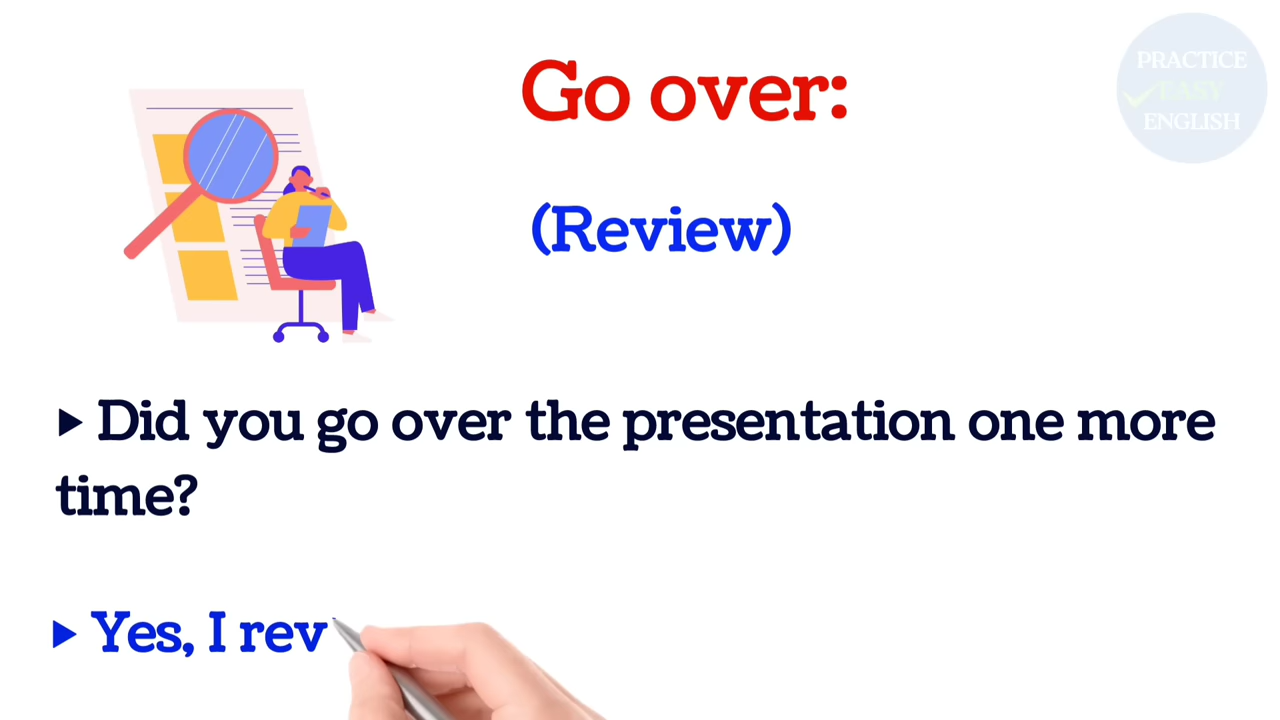 Go over:
PRACTICE
EASY
ENGLISH
(Review)
Did you go over the presentation one more
time?
Yes, I rev